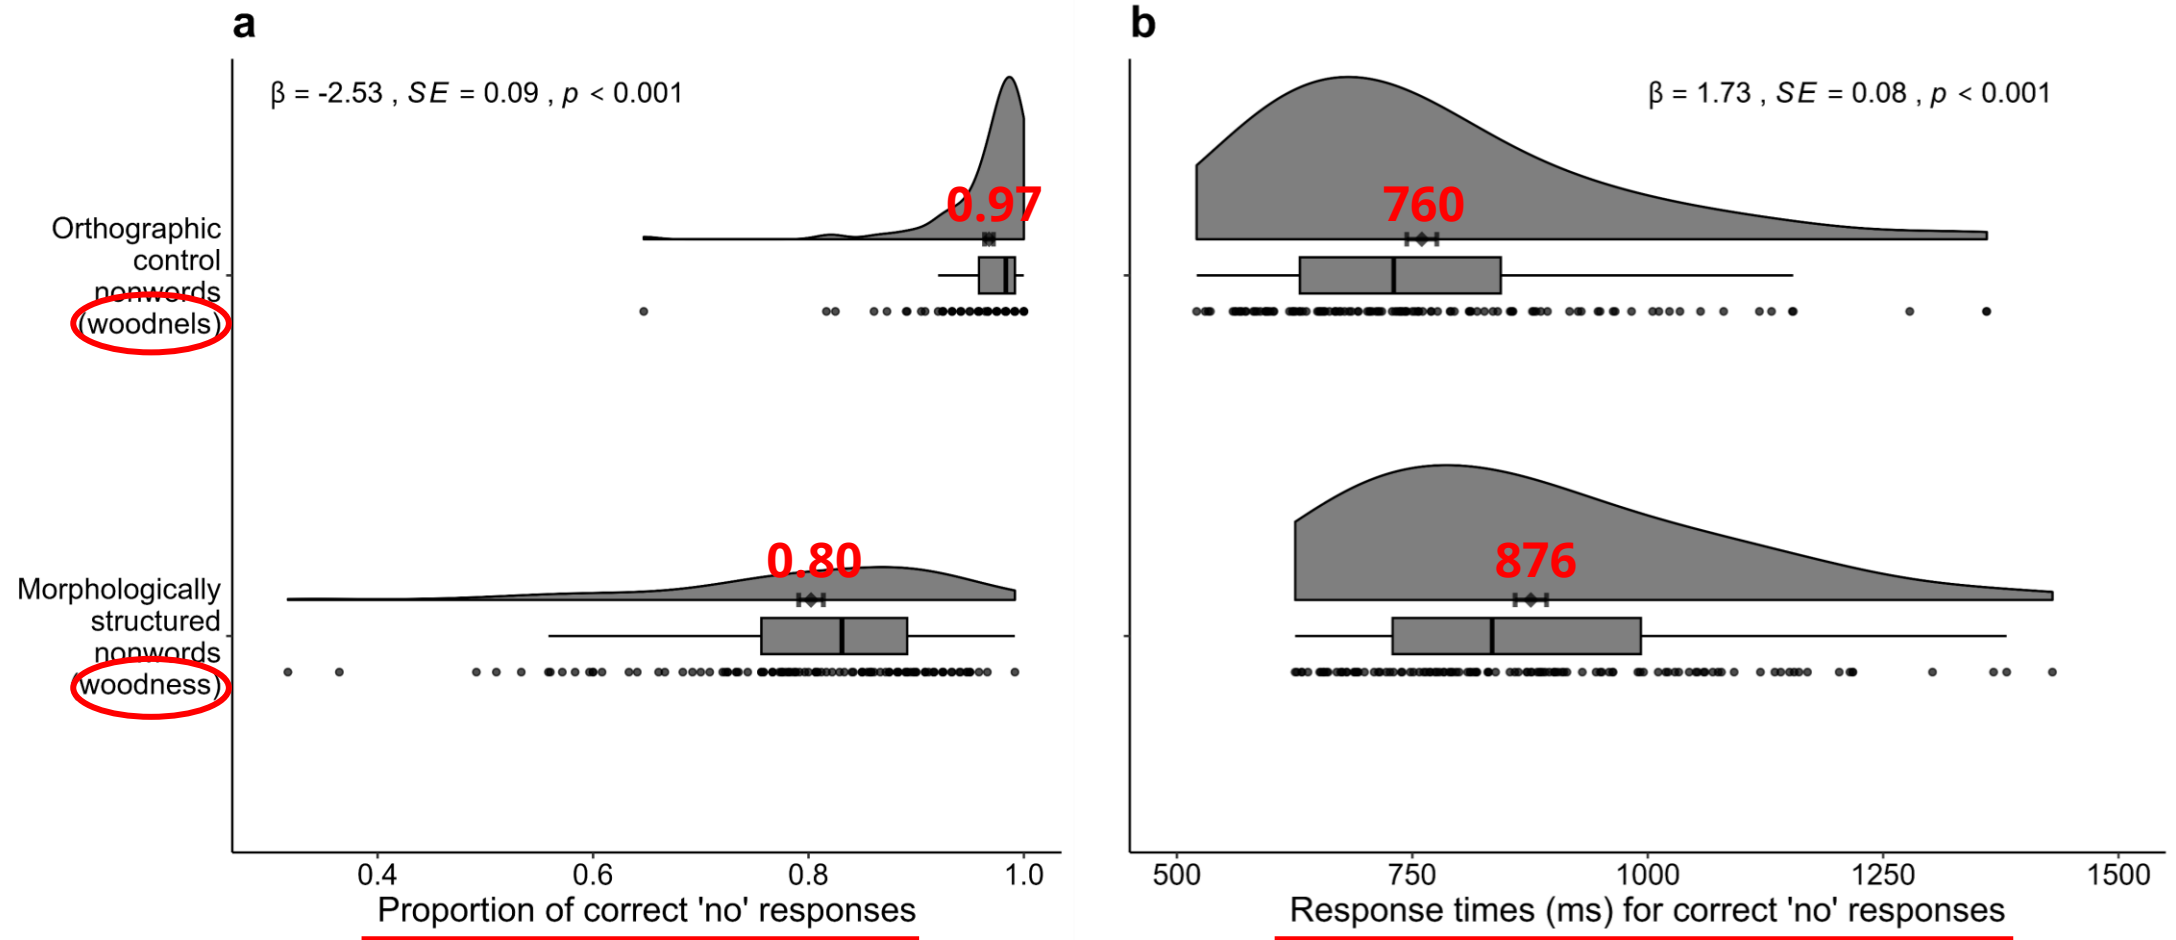 a
β = -2.53 , SE = 0.09 , p < 0.001
0.97
Orthographic
control
nonwords
(woodnels)
0.80
Morphologically
structured
nonwords
(woodness)
0.4 0.6 0.8 1.0
Proportion of correct 'no' responses
b
β = 1.73 , SE = 0.08 , p < 0.001
760
876
500 750 1000 1250 1500
Response times (ms) for correct 'no' responses